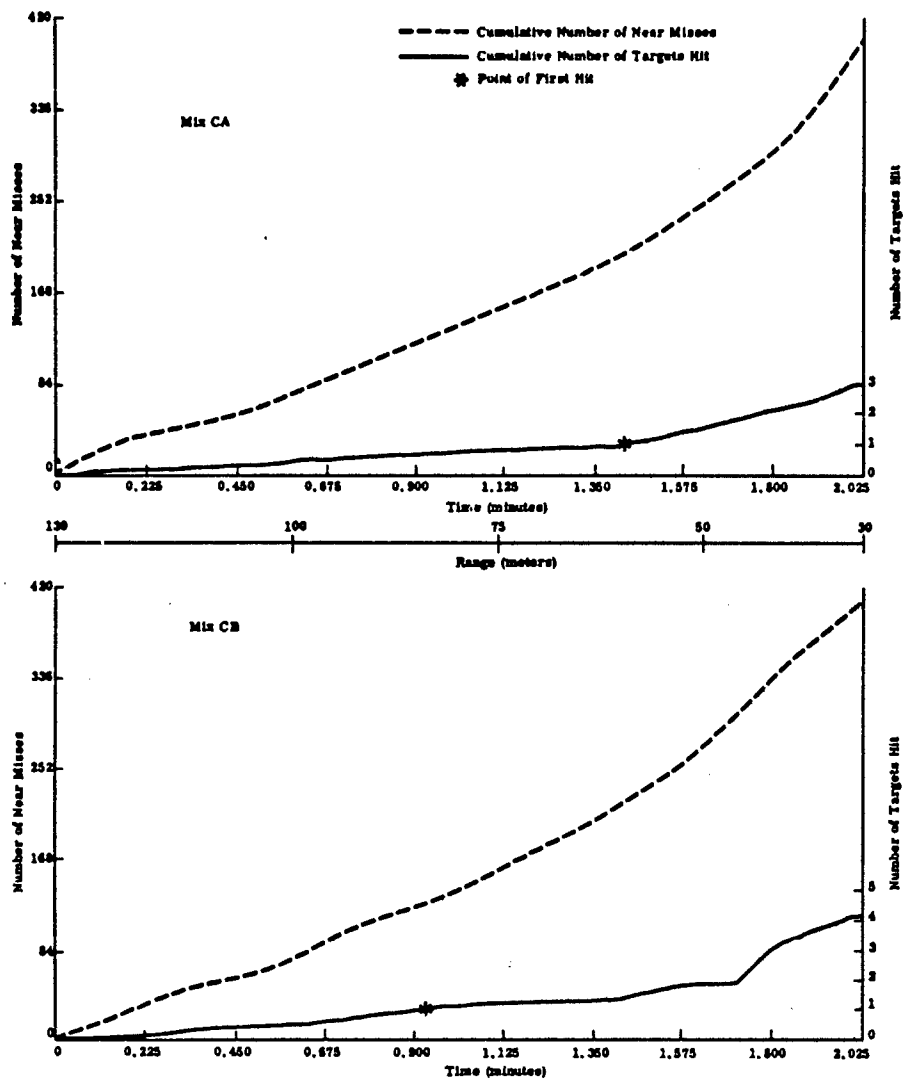 420
336
252
168
84
0
Number of Near Misses
Cumulative Number of Near Misses
Cumulative Number of Targets Hit
Point of First Hit
Mix CA
Number of Targets Hit
3
2
1
0
0 0.225 0.450 0.675 0.900 1.125 1.350 1.575 1.800 2.025
Time (minutes)
130 100 75 50 30
Range (meters)
420
336
252
168
84
0
Number of Near Misses
Mix CB
Number of Targets Hit
5
4
3
2
1
0
0 0.225 0.450 0.675 0.900 1.125 1.350 1.575 1.800 2.025
Time (minutes)